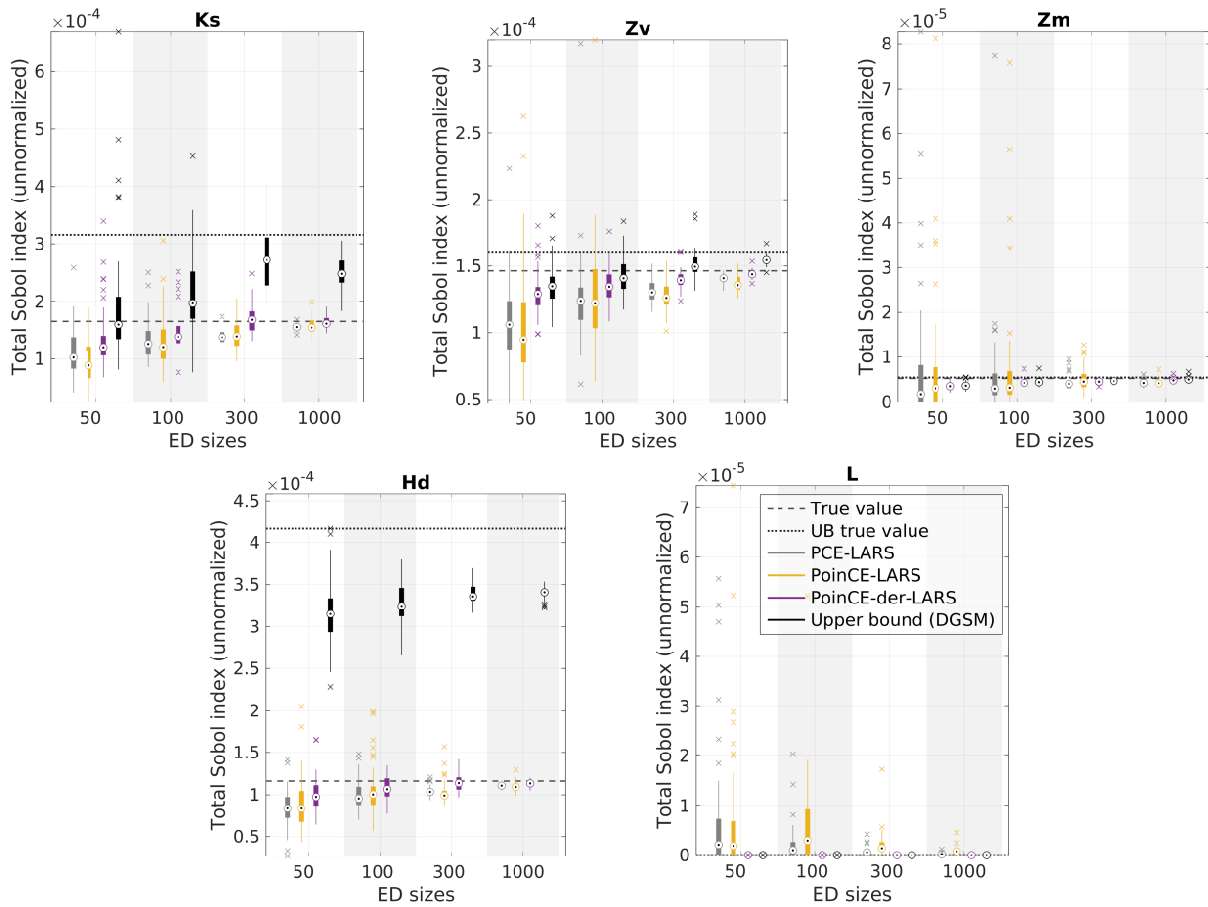 Ks
×10⁻⁴
Total Sobol index (unnormalized)
6
5
4
3
2
1
50 100 300 1000
ED sizes
Zv
×10⁻⁴
Total Sobol index (unnormalized)
3
2.5
2
1.5
1
0.5
50 100 300 1000
ED sizes
Zm
×10⁻⁵
Total Sobol index (unnormalized)
8
7
6
5
4
3
2
1
0
50 100 300 1000
ED sizes
Hd
×10⁻⁴
Total Sobol index (unnormalized)
4.5
4
3.5
3
2.5
2
1.5
1
0.5
50 100 300 1000
ED sizes
L
×10⁻⁵
Total Sobol index (unnormalized)
7
6
5
4
3
2
1
0
50 100 300 1000
ED sizes
True value
UB true value
PCE-LARS
PoinCE-LARS
PoinCE-der-LARS
Upper bound (DGSM)